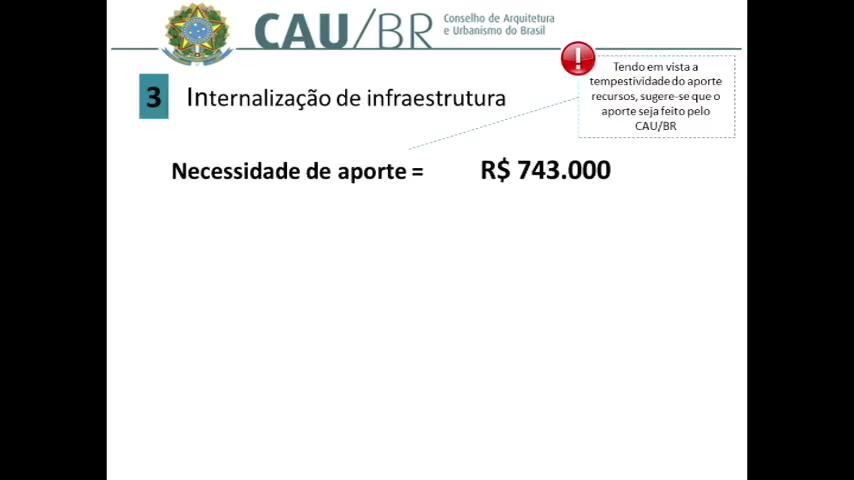 CAU/BR
Conselho de Arquitetura
e Urbanismo do Brasil
!
Tendo em vista a
tempestividade do aporte
recursos, sugere-se que o
aporte seja feito pelo
CAU/BR
3 Internalização de infraestrutura
Necessidade de aporte = R$ 743.000